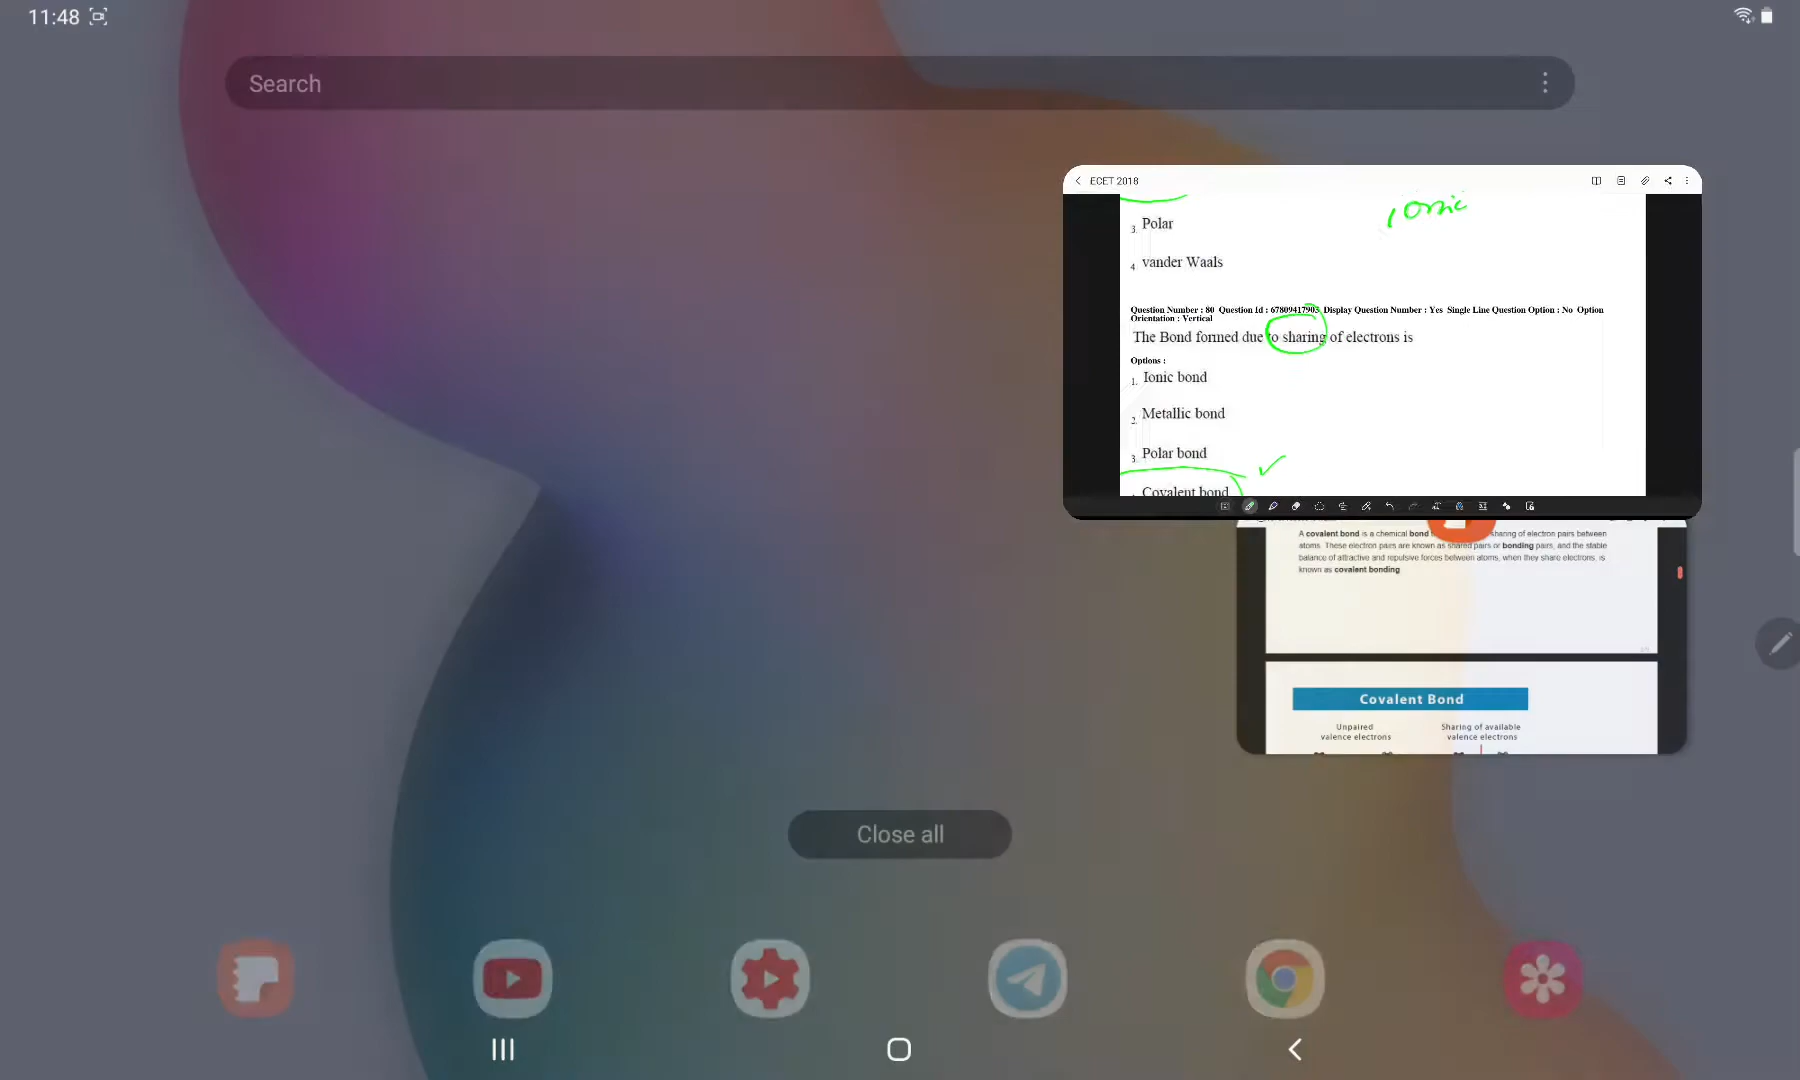 11:48
Search
ECET 2018
ionic
3. Polar
4. vander Waals
Question Number : 80 Question Id : 67809417903 Display Question Number : Yes Single Line Question Option : No Option
Orientation : Vertical
The Bond formed due to sharing of electrons is
Options :
1. Ionic bond
2. Metallic bond
3. Polar bond
Covalent bond
A covalent bond is a chemical bond sharing of electron pairs between
atoms. These electron pairs are known as shared pairs or bonding pairs, and the stable
balance of attractive and repulsive forces between atoms, when they share electrons, is
known as covalent bonding
Covalent Bond
Unpaired
valence electrons
Sharing of available
valence electrons
Close all